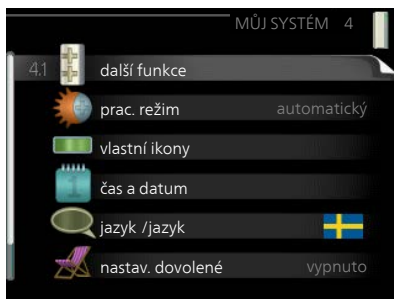 MŮJ SYSTÉM 4
4.1 další funkce
prac. režim automatický
vlastní ikony
čas a datum
jazyk /jazyk
nastav. dovolené vypnuto